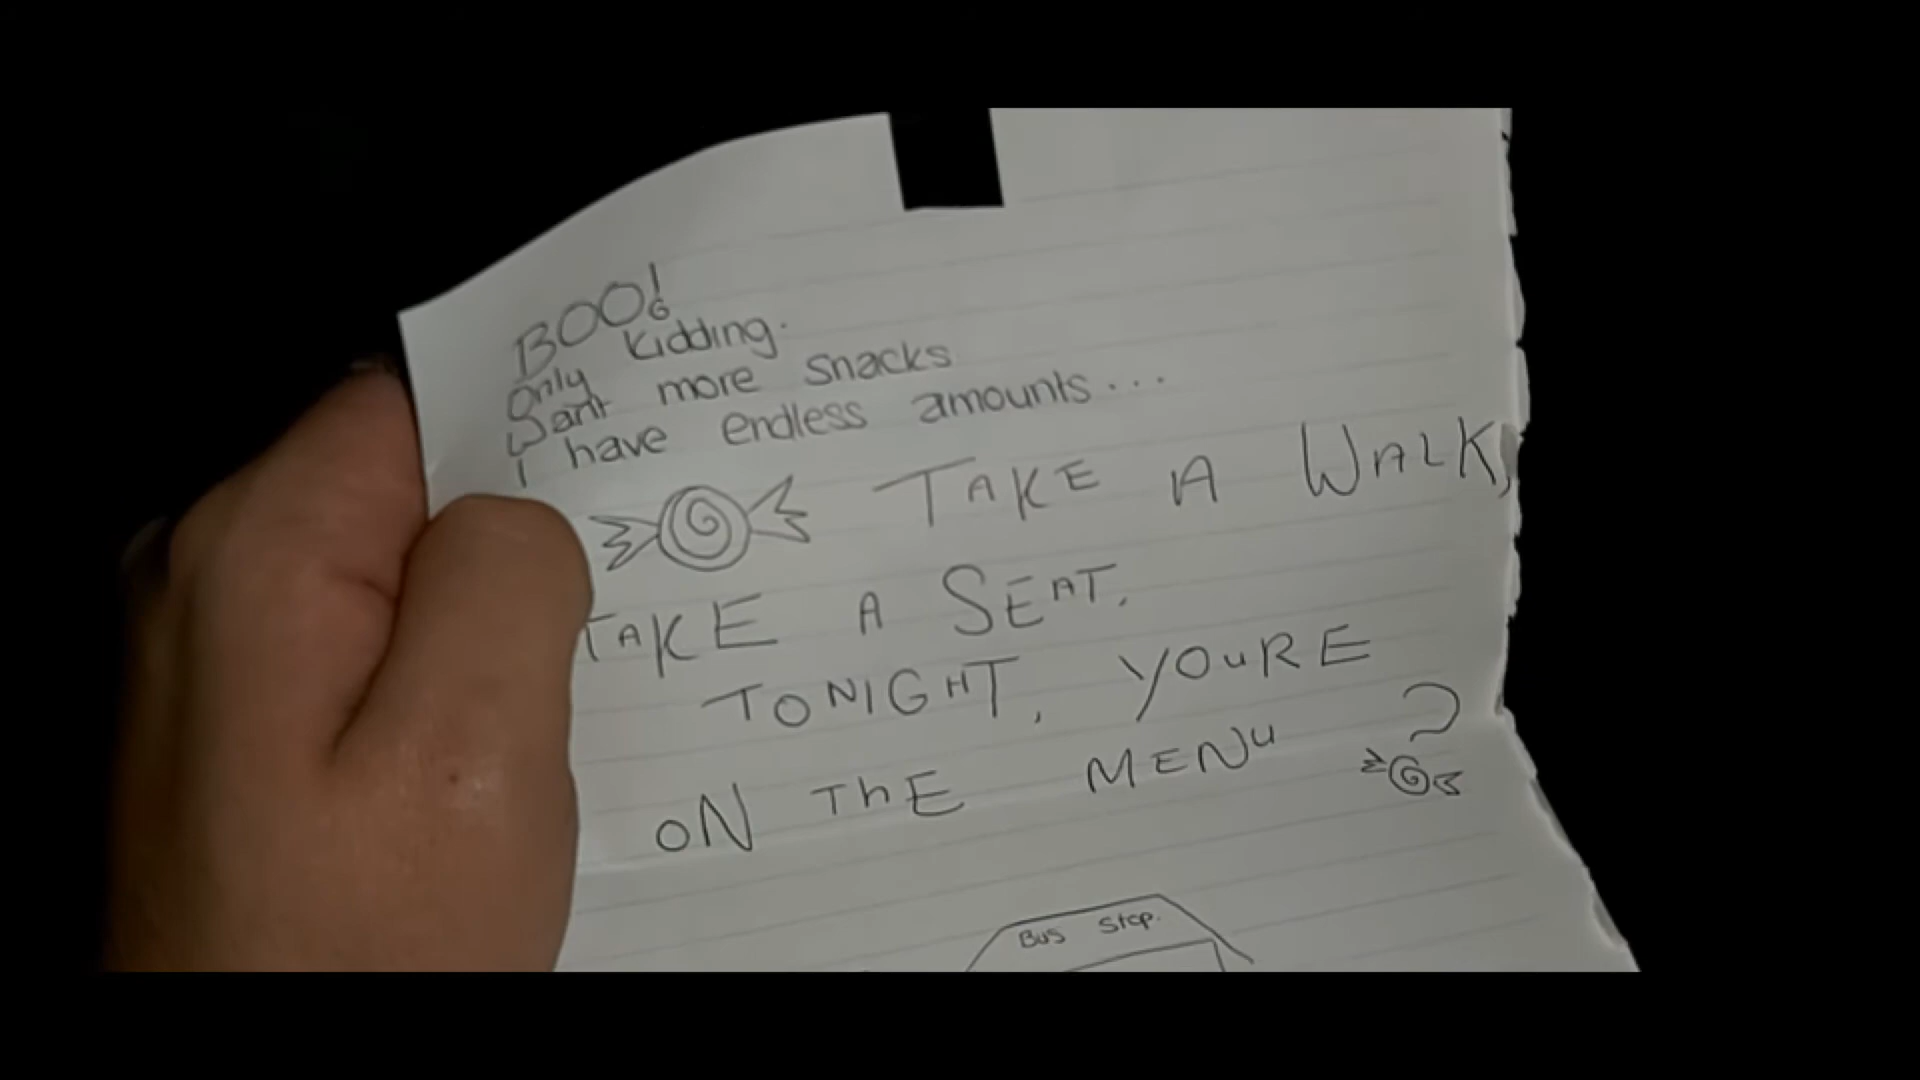 BOO!
Only Kidding.
Want more snacks
I have endless amounts...
TAKE A WALK,
TAKE A SEAT.
TONIGHT, YOURE
ON THE MENU ?
Bus Stop.